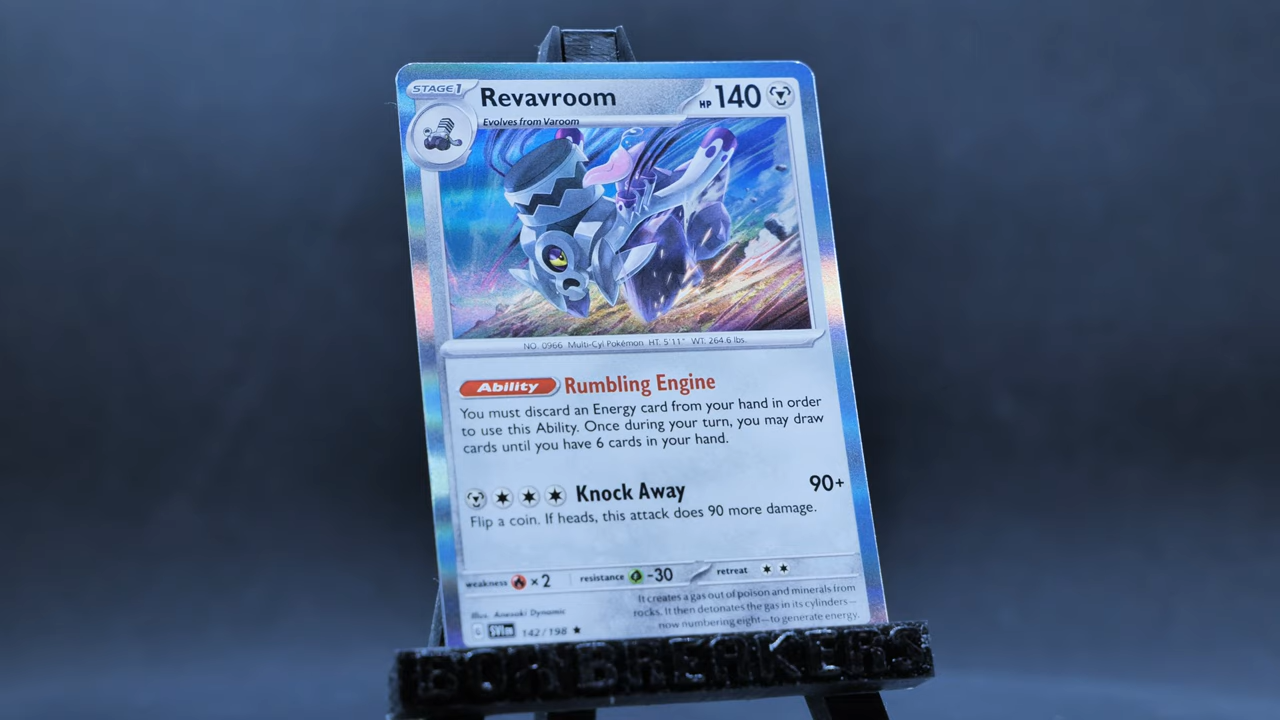 STAGE 1
Revavroom
HP 140
Evolves from Varoom
NO. 0966 Multi-Cyl Pokémon HT: 5'11" WT: 264.6 lbs.
Ability Rumbling Engine
You must discard an Energy card from your hand in order
to use this Ability. Once during your turn, you may draw
cards until you have 6 cards in your hand.
Knock Away 90+
Flip a coin. If heads, this attack does 90 more damage.
weakness ×2 resistance -30 retreat
It creates a gas out of poison and minerals from
rocks. It then detonates the gas in its cylinders—
now numbering eight—to generate energy.
Illus. Anesaki Dynamic
G SVI EN 142/198 ★
BOXBREAKERS